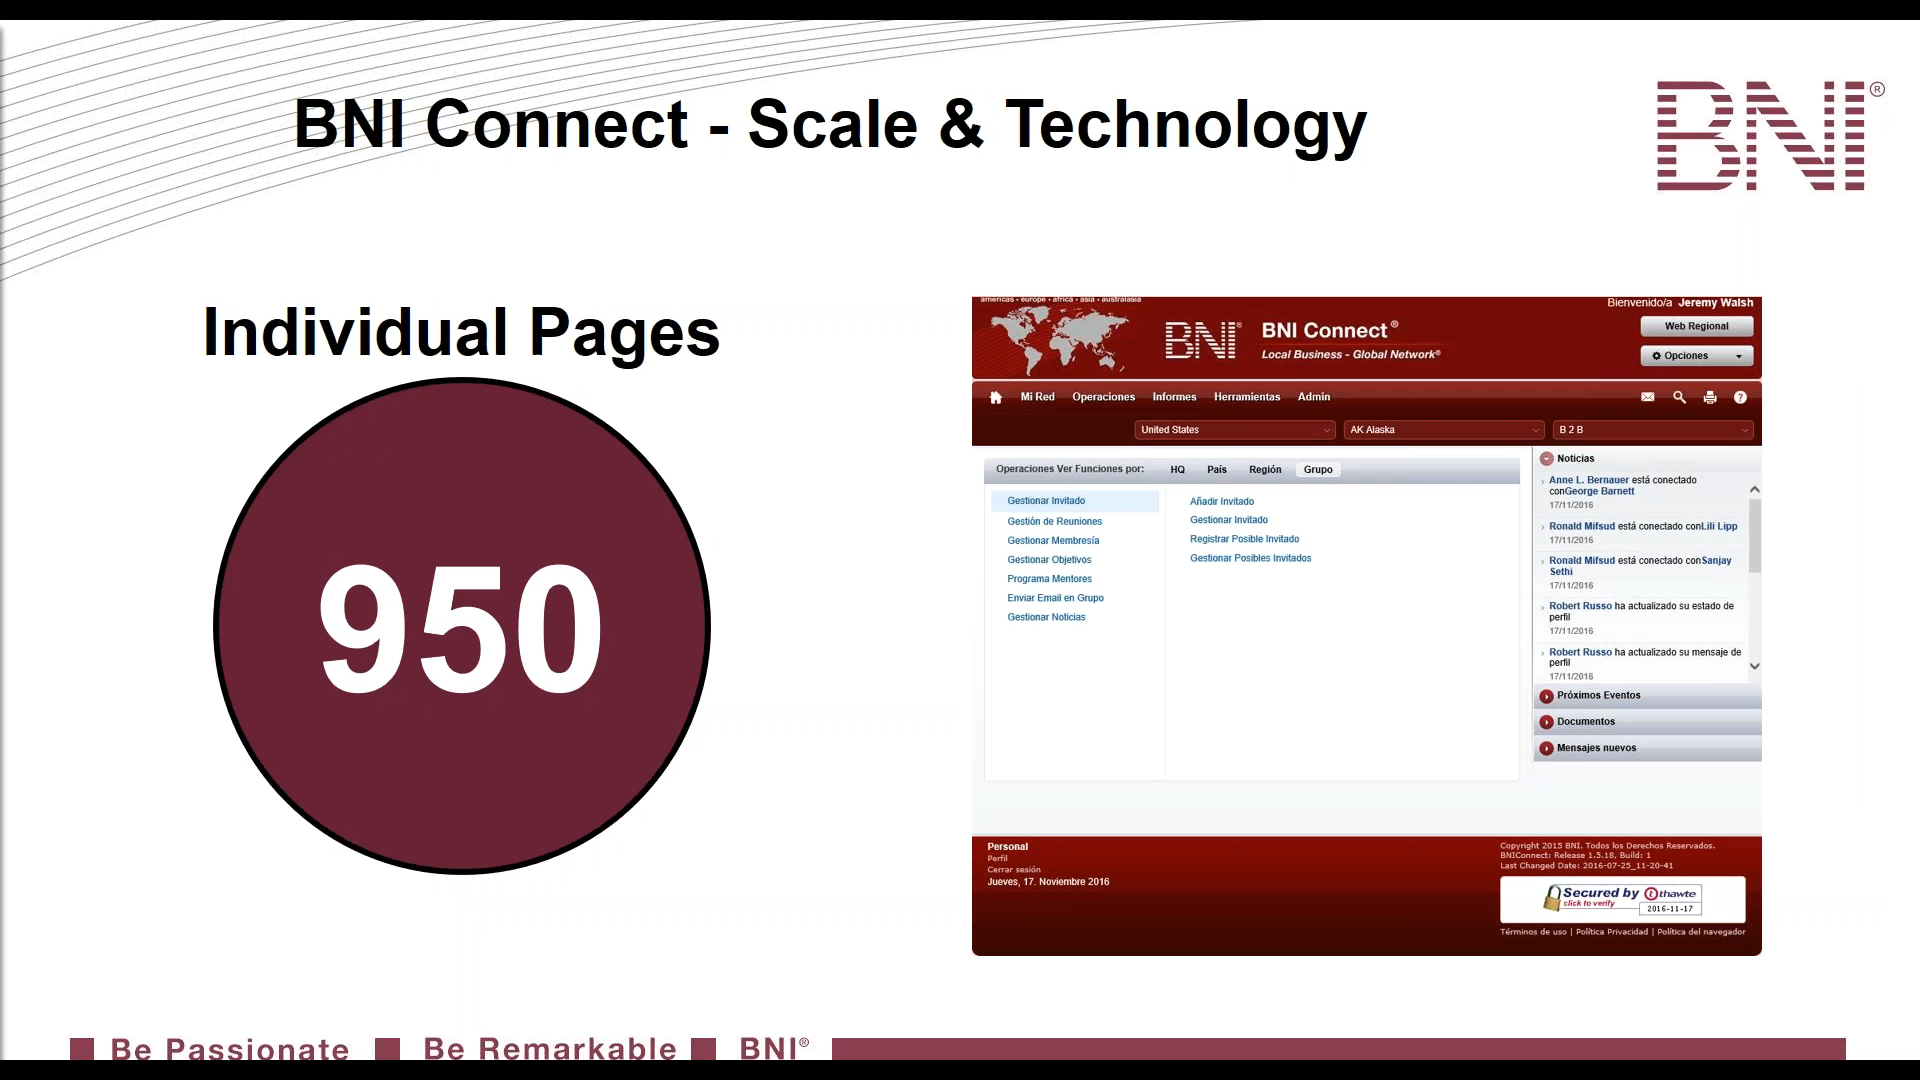 BNI Connect - Scale & Technology
BNI®
Individual Pages
950
americas • europe • africa • asia • australasia
Bienvenido/a Jeremy Walsh
BNI®
BNI Connect®
Local Business - Global Network®
Web Regional
Opciones
Mi Red Operaciones Informes Herramientas Admin
United States
AK Alaska
B 2 B
Operaciones Ver Funciones por: HQ País Región Grupo
Gestionar Invitado
Gestión de Reuniones
Gestionar Membresía
Gestionar Objetivos
Programa Mentores
Enviar Email en Grupo
Gestionar Noticias
Añadir Invitado
Gestionar Invitado
Registrar Posible Invitado
Gestionar Posibles Invitados
Noticias
Anne L. Bernauer está conectado
conGeorge Barnett
17/11/2016
Ronald Mifsud está conectado conLili Lipp
17/11/2016
Ronald Mifsud está conectado conSanjay
Sethi
17/11/2016
Robert Russo ha actualizado su estado de
perfil
17/11/2016
Robert Russo ha actualizado su mensaje de
perfil
17/11/2016
Próximos Eventos
Documentos
Mensajes nuevos
Personal
Perfil
Cerrar sesión
Jueves, 17. Noviembre 2016
Copyright 2015 BNI. Todos los Derechos Reservados.
BNIConnect: Release 1.5.18, Build: 1
Last Changed Date: 2016-07-25_11-20-41
Secured by thawte
click to verify
2016-11-17
Términos de uso | Política Privacidad | Política del navegador
Be Passionate Be Remarkable BNI®